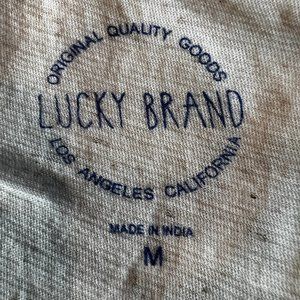 ORIGINAL QUALITY GOODS
LUCKY BRAND
LOS ANGELES CALIFORNIA
MADE IN INDIA
M